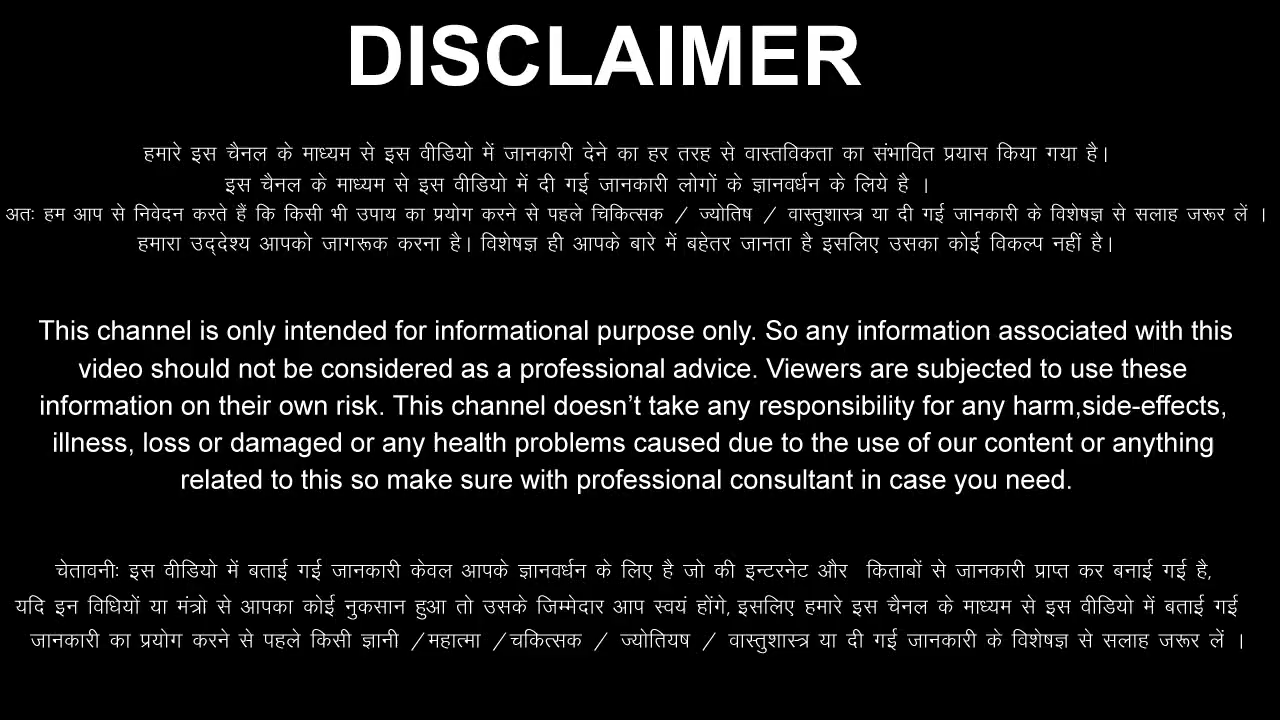 DISCLAIMER
हमारे इस चैनल के माध्यम से इस वीडियो में जानकारी देने का हर तरह से वास्तविकता का संभावित प्रयास किया गया है।
इस चैनल के माध्यम से इस वीडियो में दी गई जानकारी लोगों के ज्ञानवर्धन के लिये है ।
अतः हम आप से निवेदन करते हैं कि किसी भी उपाय का प्रयोग करने से पहले चिकित्सक / ज्योतिष / वास्तुशास्त्र या दी गई जानकारी के विशेषज्ञ से सलाह जरूर लें ।
हमारा उद्देश्य आपको जागरूक करना है। विशेषज्ञ ही आपके बारे में बहेतर जानता है इसलिए उसका कोई विकल्प नहीं है।
This channel is only intended for informational purpose only. So any information associated with this
video should not be considered as a professional advice. Viewers are subjected to use these
information on their own risk. This channel doesn’t take any responsibility for any harm,side-effects,
illness, loss or damaged or any health problems caused due to the use of our content or anything
related to this so make sure with professional consultant in case you need.
चेतावनीः इस वीडियो में बताई गई जानकारी केवल आपके ज्ञानवर्धन के लिए है जो की इन्टरनेट और किताबों से जानकारी प्राप्त कर बनाई गई है,
यदि इन विधियों या मंत्रो से आपका कोई नुकसान हुआ तो उसके जिम्मेदार आप स्वयं होंगे, इसलिए हमारे इस चैनल के माध्यम से इस वीडियो में बताई गई
जानकारी का प्रयोग करने से पहले किसी ज्ञानी /महात्मा /चकित्सक / ज्योतियष / वास्तुशास्त्र या दी गई जानकारी के विशेषज्ञ से सलाह जरूर लें ।